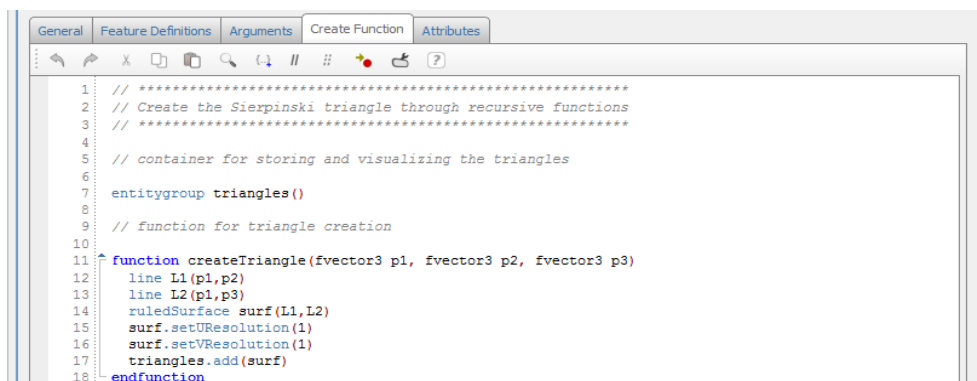 General Feature Definitions Arguments Create Function Attributes
1 // **********************************************************
2 // Create the Sierpinski triangle through recursive functions
3 // **********************************************************
4
5 // container for storing and visualizing the triangles
6
7 entitygroup triangles()
8
9 // function for triangle creation
10
11 function createTriangle(fvector3 p1, fvector3 p2, fvector3 p3)
12 line L1(p1,p2)
13 line L2(p1,p3)
14 ruledSurface surf(L1,L2)
15 surf.setUResolution(1)
16 surf.setVResolution(1)
17 triangles.add(surf)
18 endfunction